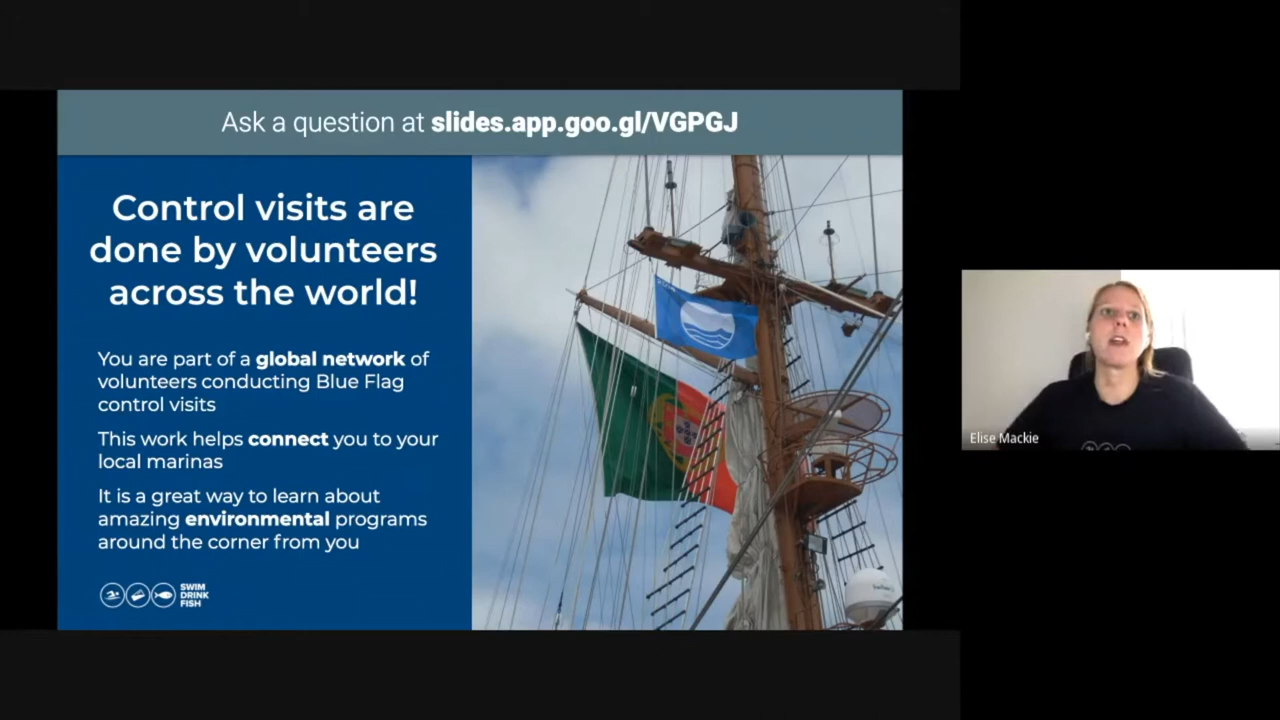 Ask a question at slides.app.goo.gl/VGPGJ
Control visits are
done by volunteers
across the world!
You are part of a global network of
volunteers conducting Blue Flag
control visits
This work helps connect you to your
local marinas
It is a great way to learn about
amazing environmental programs
around the corner from you
SWIM
DRINK
FISH
Elise Mackie